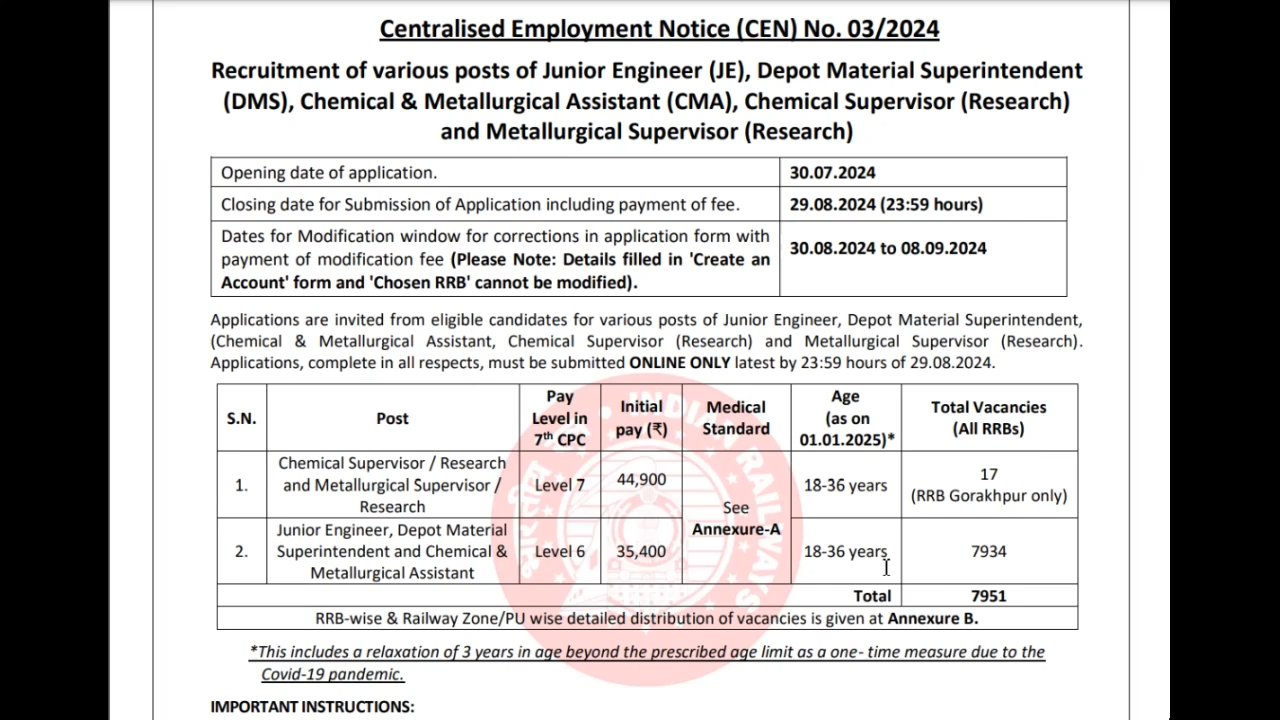 Centralised Employment Notice (CEN) No. 03/2024
Recruitment of various posts of Junior Engineer (JE), Depot Material Superintendent
(DMS), Chemical & Metallurgical Assistant (CMA), Chemical Supervisor (Research)
and Metallurgical Supervisor (Research)
Opening date of application. 30.07.2024
Closing date for Submission of Application including payment of fee. 29.08.2024 (23:59 hours)
Dates for Modification window for corrections in application form with
payment of modification fee (Please Note: Details filled in 'Create an
Account' form and 'Chosen RRB' cannot be modified).
30.08.2024 to 08.09.2024
Applications are invited from eligible candidates for various posts of Junior Engineer, Depot Material Superintendent,
(Chemical & Metallurgical Assistant, Chemical Supervisor (Research) and Metallurgical Supervisor (Research).
Applications, complete in all respects, must be submitted ONLINE ONLY latest by 23:59 hours of 29.08.2024.
S.N.
Post
Pay
Level in
7th CPC
Initial
pay (₹)
Medical
Standard
Age
(as on
01.01.2025)*
Total Vacancies
(All RRBs)
1.
Chemical Supervisor / Research
and Metallurgical Supervisor /
Research
Level 7
44,900
See
Annexure-A
18-36 years
17
(RRB Gorakhpur only)
2.
Junior Engineer, Depot Material
Superintendent and Chemical &
Metallurgical Assistant
Level 6
35,400
18-36 years
7934
Total 7951
RRB-wise & Railway Zone/PU wise detailed distribution of vacancies is given at Annexure B.
*This includes a relaxation of 3 years in age beyond the prescribed age limit as a one- time measure due to the
Covid-19 pandemic.
IMPORTANT INSTRUCTIONS:
INDIAN RAILWAYS
भारतीय रेल